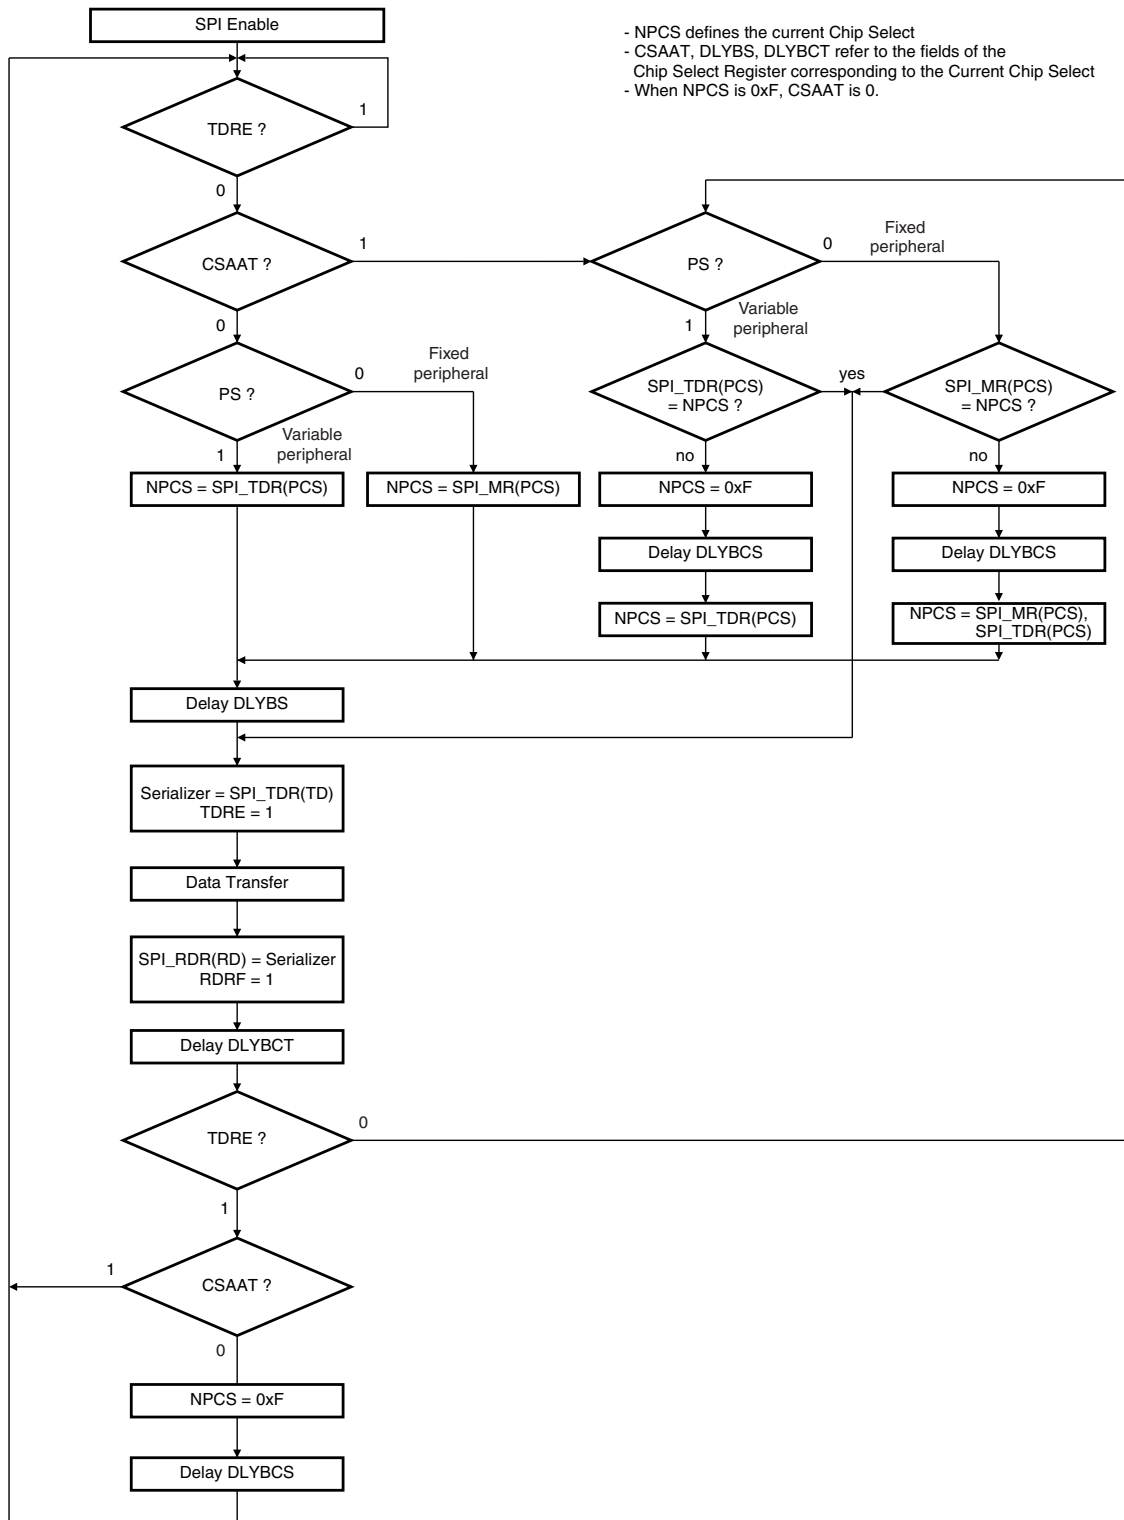 SPI Enable
- NPCS defines the current Chip Select
- CSAAT, DLYBS, DLYBCT refer to the fields of the
Chip Select Register corresponding to the Current Chip Select
- When NPCS is 0xF, CSAAT is 0.
TDRE ?
1
0
CSAAT ?
1
0
PS ?
0
Fixed
peripheral
1
Variable
peripheral
PS ?
0
Fixed
peripheral
1
Variable
peripheral
SPI_TDR(PCS)
= NPCS ?
yes
SPI_MR(PCS)
= NPCS ?
no
no
NPCS = SPI_TDR(PCS)
NPCS = SPI_MR(PCS)
NPCS = 0xF
NPCS = 0xF
Delay DLYBCS
Delay DLYBCS
NPCS = SPI_TDR(PCS)
NPCS = SPI_MR(PCS),
SPI_TDR(PCS)
Delay DLYBS
Serializer = SPI_TDR(TD)
TDRE = 1
Data Transfer
SPI_RDR(RD) = Serializer
RDRF = 1
Delay DLYBCT
TDRE ?
0
1
CSAAT ?
1
0
NPCS = 0xF
Delay DLYBCS